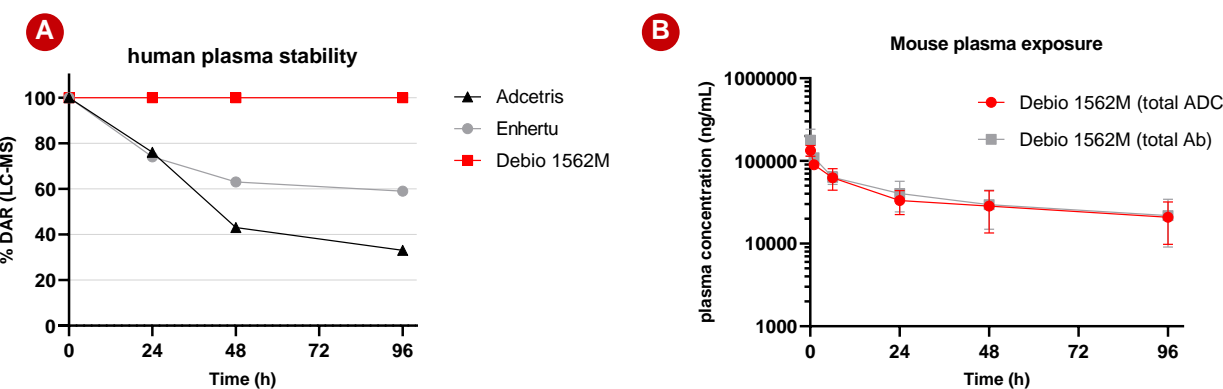 A
human plasma stability
% DAR (LC-MS)
100
80
60
40
20
0
0 24 48 72 96
Time (h)
Adcetris
Enhertu
Debio 1562M
B
Mouse plasma exposure
plasma concentration (ng/mL)
1000000
100000
10000
1000
0 24 48 72 96
Time (h)
Debio 1562M (total ADC
Debio 1562M (total Ab)